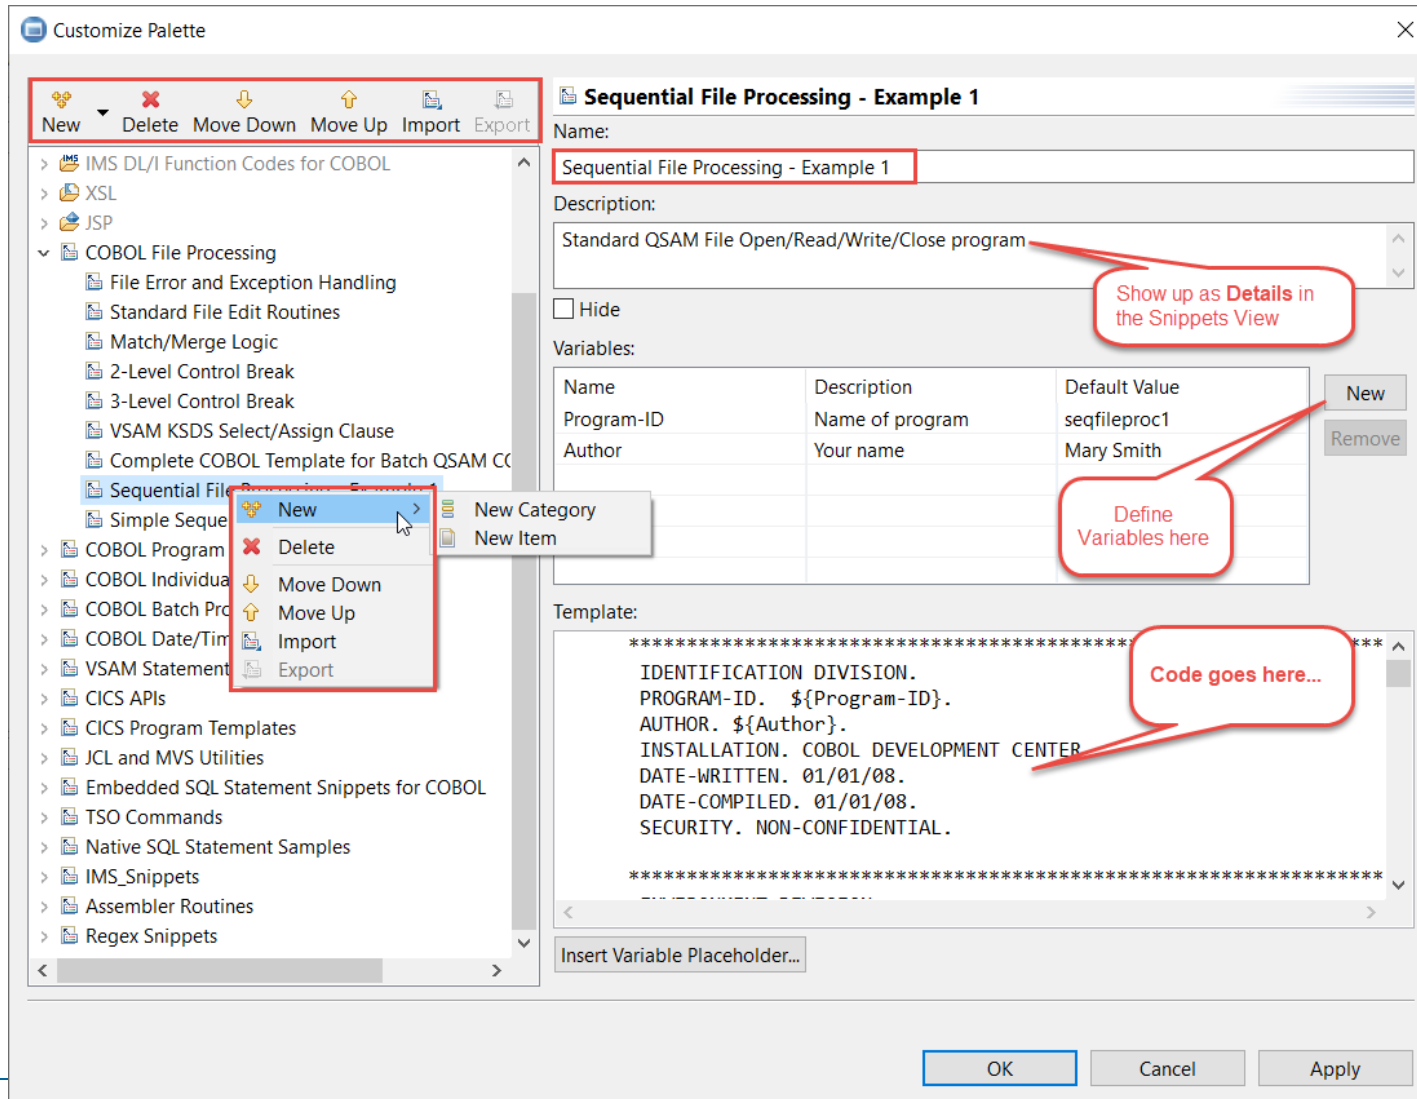 Customize Palette
New
Delete
Move Down
Move Up
Import
Export
IMS DL/I Function Codes for COBOL
XSL
JSP
COBOL File Processing
File Error and Exception Handling
Standard File Edit Routines
Match/Merge Logic
2-Level Control Break
3-Level Control Break
VSAM KSDS Select/Assign Clause
Complete COBOL Template for Batch QSAM
Sequential File Processing - Example 1
Simple Seque
COBOL Program
COBOL Individua
COBOL Batch Pro
COBOL Date/Tim
VSAM Statement
CICS APIs
CICS Program Templates
JCL and MVS Utilities
Embedded SQL Statement Snippets for COBOL
TSO Commands
Native SQL Statement Samples
IMS_Snippets
Assembler Routines
Regex Snippets
New
Delete
Move Down
Move Up
Import
Export
New Category
New Item
Sequential File Processing - Example 1
Name:
Sequential File Processing - Example 1
Description:
Standard QSAM File Open/Read/Write/Close program
Show up as Details in
the Snippets View
Hide
Variables:
Name Description Default Value
Program-ID Name of program seqfileproc1
Author Your name Mary Smith
New
Remove
Define
Variables here
Template:
IDENTIFICATION DIVISION.
PROGRAM-ID. ${Program-ID}.
AUTHOR. ${Author}.
INSTALLATION. COBOL DEVELOPMENT CENTER
DATE-WRITTEN. 01/01/08.
DATE-COMPILED. 01/01/08.
SECURITY. NON-CONFIDENTIAL.
Code goes here...
Insert Variable Placeholder...
OK
Cancel
Apply